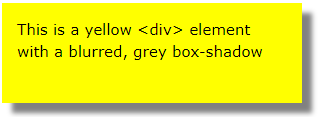 This is a yellow <div> element
with a blurred, grey box-shadow